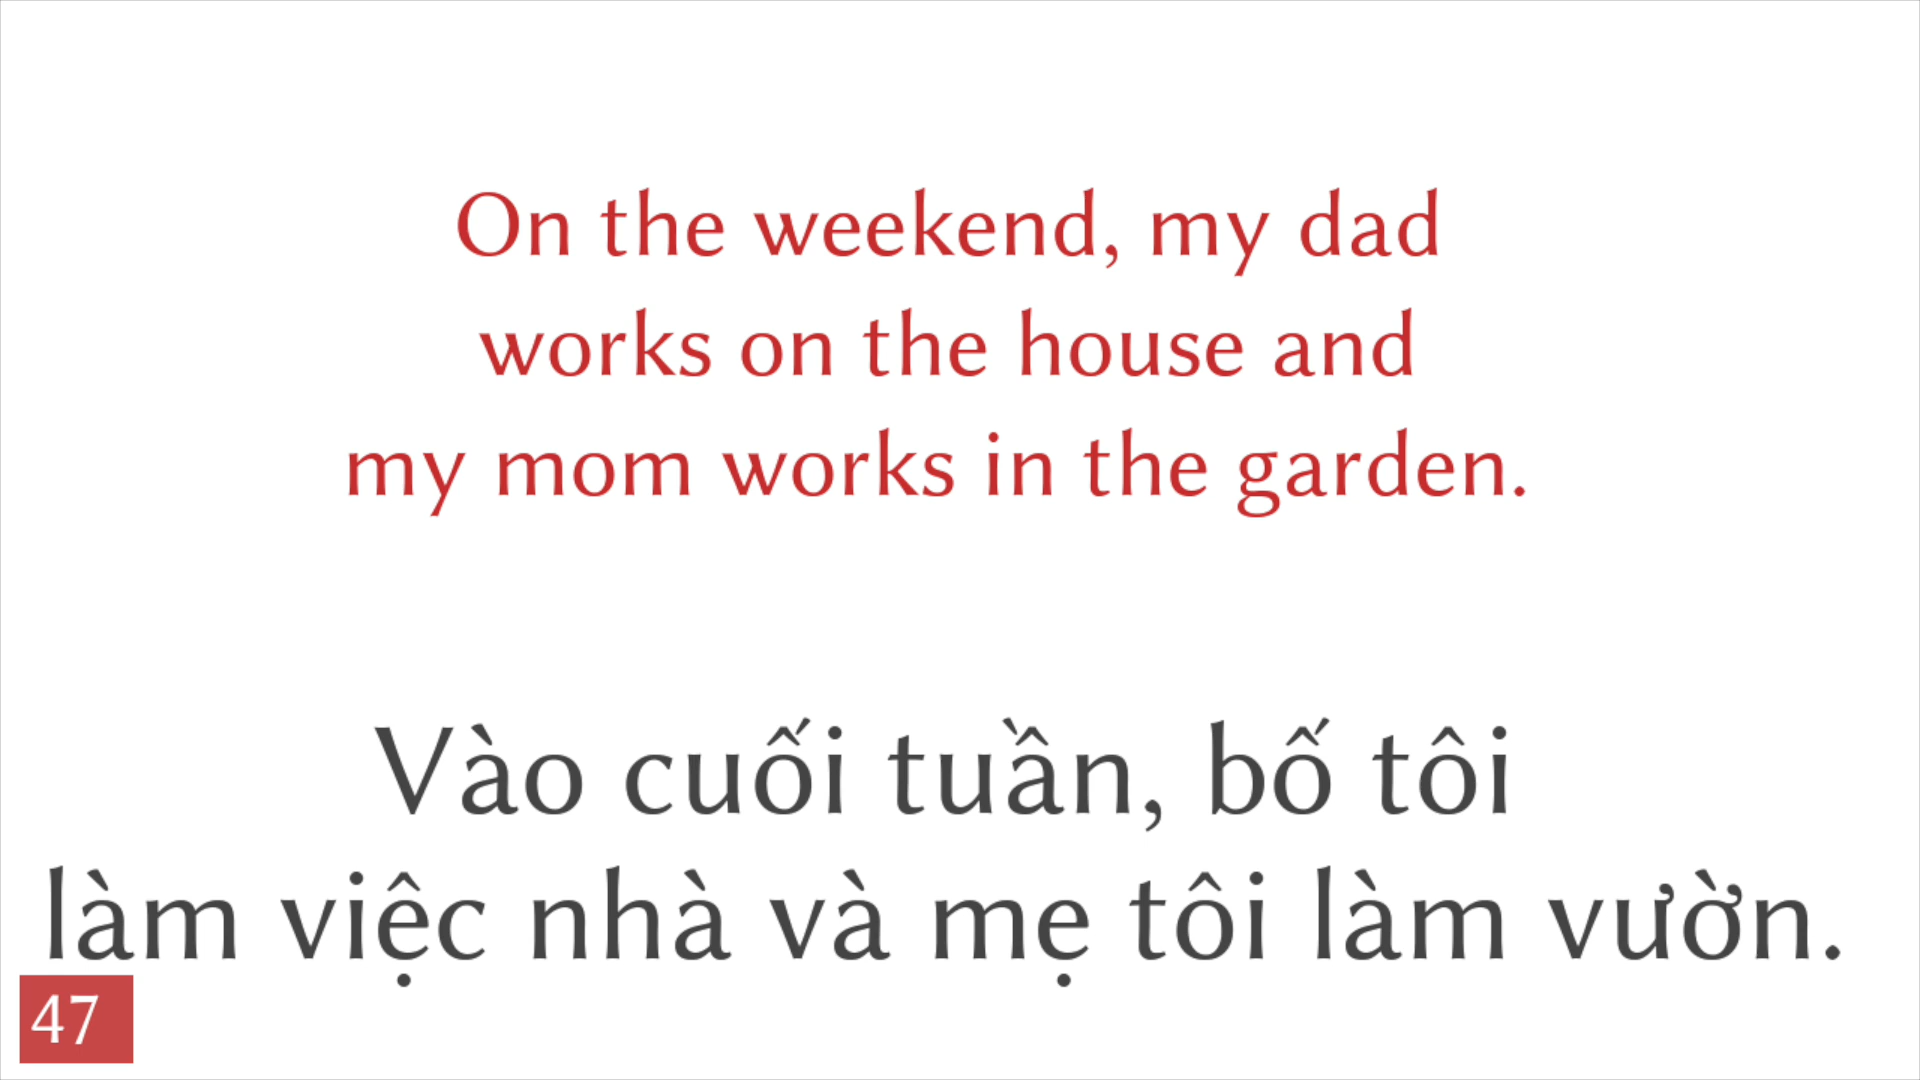 On the weekend, my dad
works on the house and
my mom works in the garden.
Vào cuối tuần, bố tôi
làm việc nhà và mẹ tôi làm vườn.
47